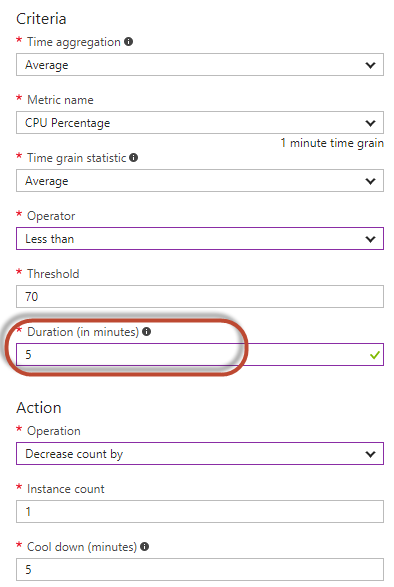 Criteria
* Time aggregation
Average
* Metric name
CPU Percentage
1 minute time grain
* Time grain statistic
Average
* Operator
Less than
* Threshold
70
* Duration (in minutes)
5
Action
* Operation
Decrease count by
* Instance count
1
* Cool down (minutes)
5